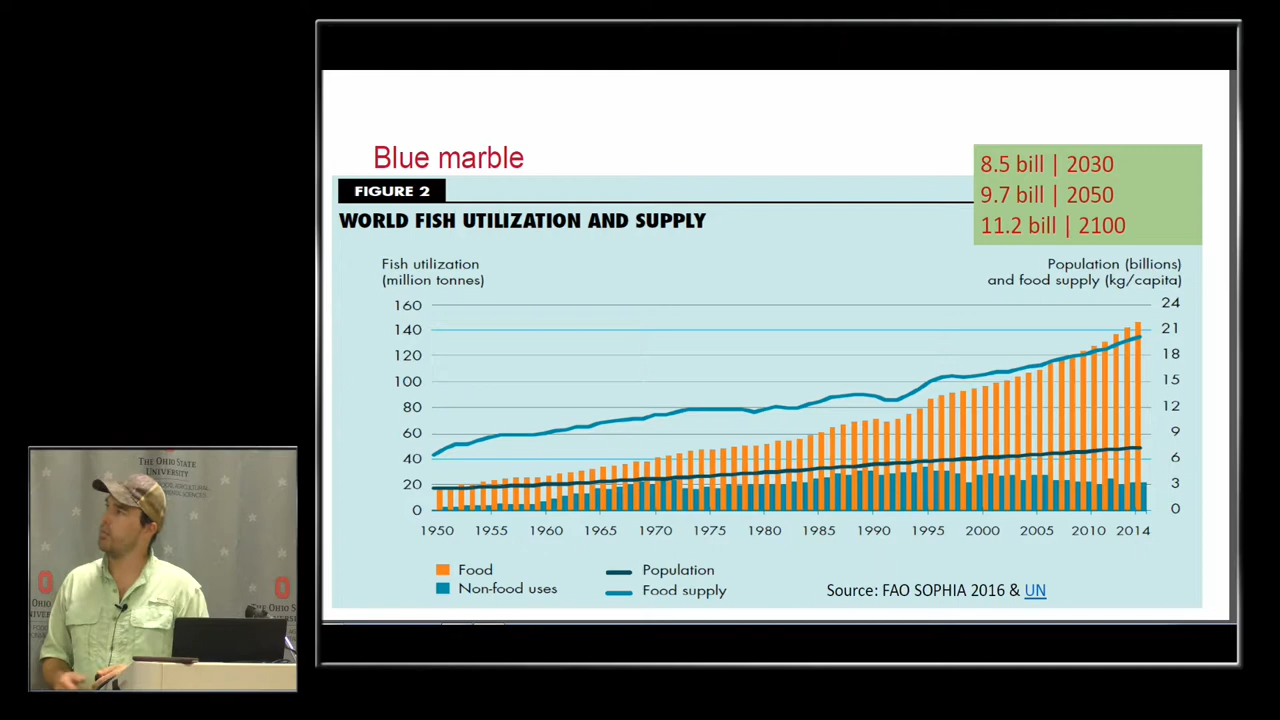 Blue marble
8.5 bill | 2030
9.7 bill | 2050
11.2 bill | 2100
FIGURE 2
WORLD FISH UTILIZATION AND SUPPLY
Fish utilization
(million tonnes)
Population (billions)
and food supply (kg/capita)
160 24
140 21
120 18
100 15
80 12
60 9
40 6
20 3
0 0
1950 1955 1960 1965 1970 1975 1980 1985 1990 1995 2000 2005 2010 2014
Food
Non-food uses
Population
Food supply
Source: FAO SOPHIA 2016 & UN
THE OHIO STATE
UNIVERSITY
OHIO